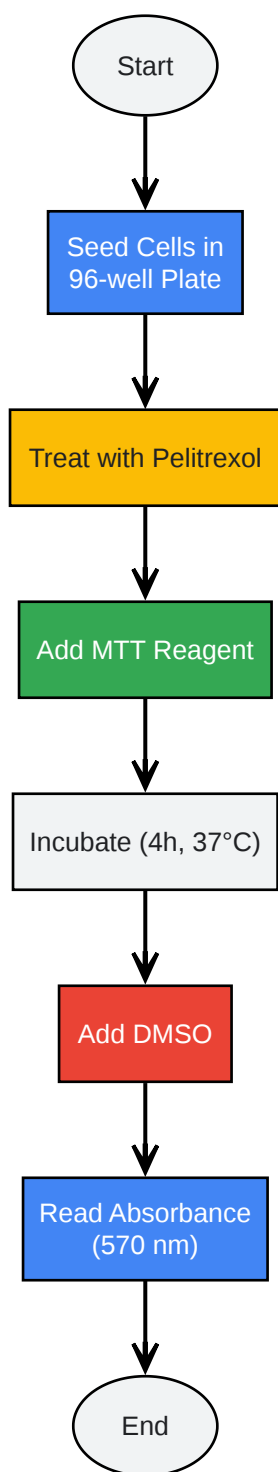 Start
Seed Cells in
96-well Plate
Treat with Pelitrexol
Add MTT Reagent
Incubate (4h, 37°C)
Add DMSO
Read Absorbance
(570 nm)
End